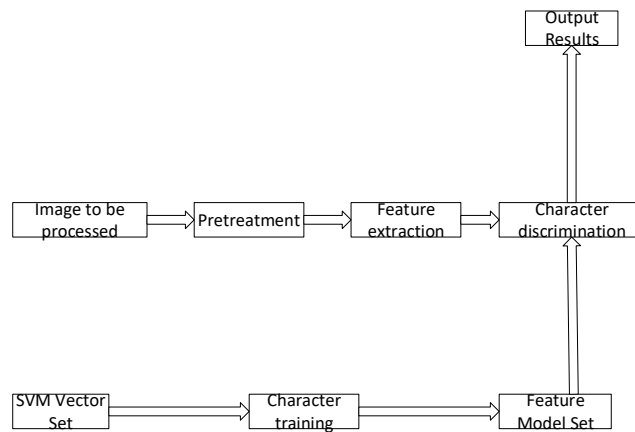 Output
Results
Image to be
processed
Pretreatment
Feature
extraction
Character
discrimination
SVM Vector
Set
Character
training
Feature
Model Set